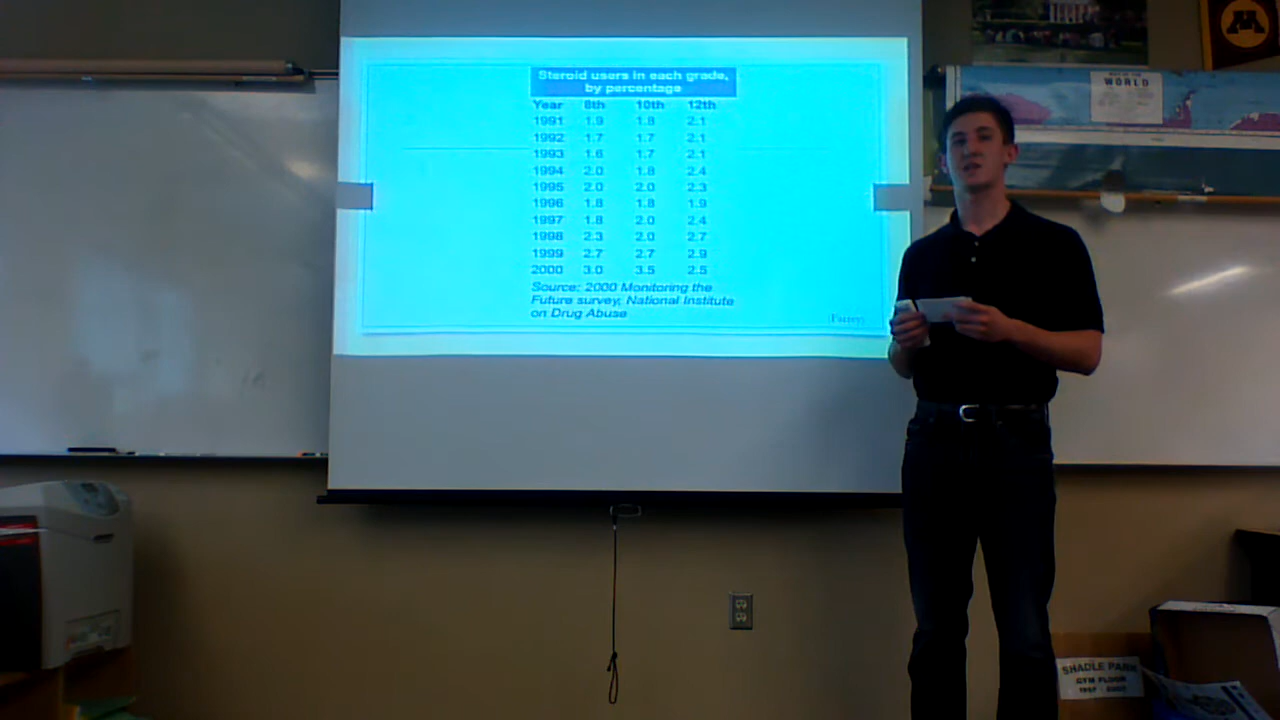 Steroid users in each grade,
by percentage
Year 8th 10th 12th
1991 1.9 1.8 2.1
1992 1.7 1.7 2.1
1993 1.6 1.7 2.1
1994 2.0 1.8 2.4
1995 2.0 2.0 2.3
1996 1.8 1.8 1.9
1997 1.8 2.0 2.4
1998 2.3 2.0 2.7
1999 2.7 2.7 2.9
2000 3.0 3.5 2.5
Source: 2000 Monitoring the
Future survey, National Institute
on Drug Abuse
WORLD
M
SHADLE PARK
GYM FLOOR